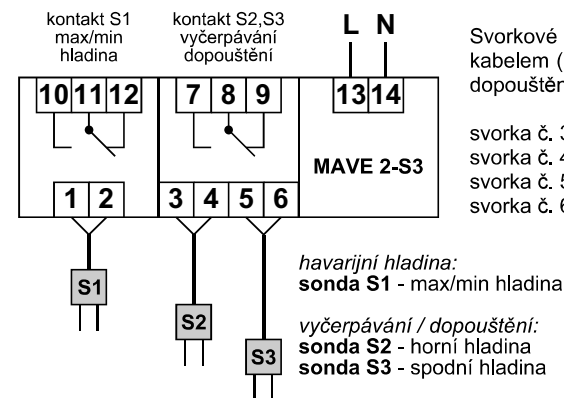 kontakt S1
max/min
hladina
kontakt S2,S3
vyčerpávání
dopouštění
L N
10 11 12
7 8 9
13 14
MAVE 2-S3
1 2
3 4 5 6
S1
S2
S3
havarijní hladina:
sonda S1 - max/min hladina
vyčerpávání / dopouštění:
sonda S2 - horní hladina
sonda S3 - spodní hladina
Svorkové
kabelem (
dopouštěn
svorka č. 3
svorka č. 4
svorka č. 5
svorka č. 6